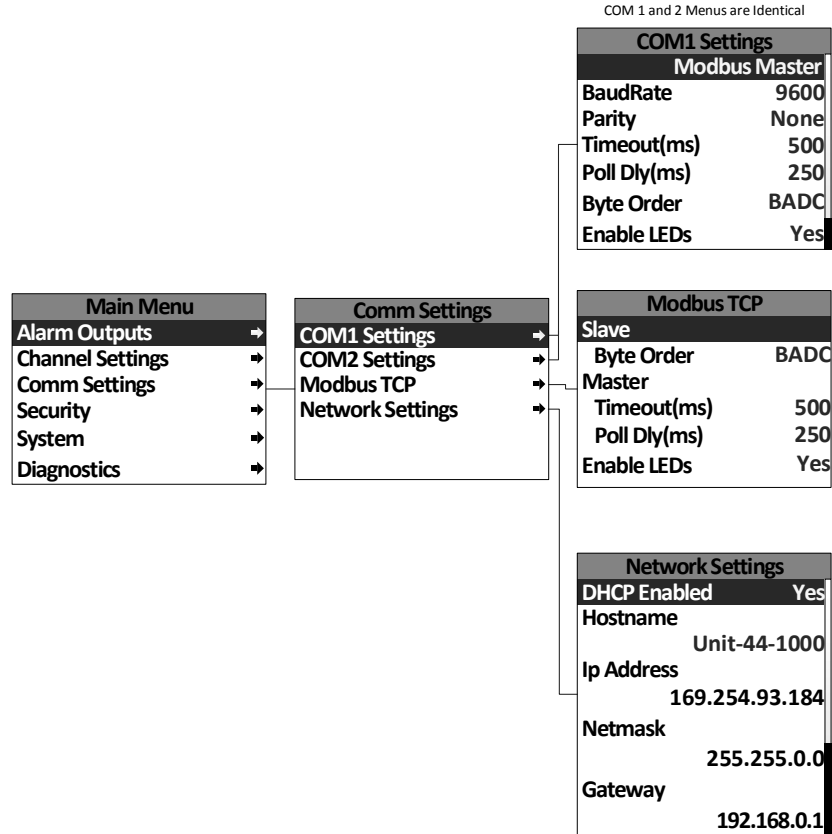 COM 1 and 2 Menus are Identical
COM1 Settings
Modbus Master
BaudRate 9600
Parity None
Timeout(ms) 500
Poll Dly(ms) 250
Byte Order BADC
Enable LEDs Yes
Main Menu
Alarm Outputs
Channel Settings
Comm Settings
Security
System
Diagnostics
Comm Settings
COM1 Settings
COM2 Settings
Modbus TCP
Network Settings
Modbus TCP
Slave
Byte Order BADC
Master
Timeout(ms) 500
Poll Dly(ms) 250
Enable LEDs Yes
Network Settings
DHCP Enabled Yes
Hostname
Unit-44-1000
Ip Address
169.254.93.184
Netmask
255.255.0.0
Gateway
192.168.0.1